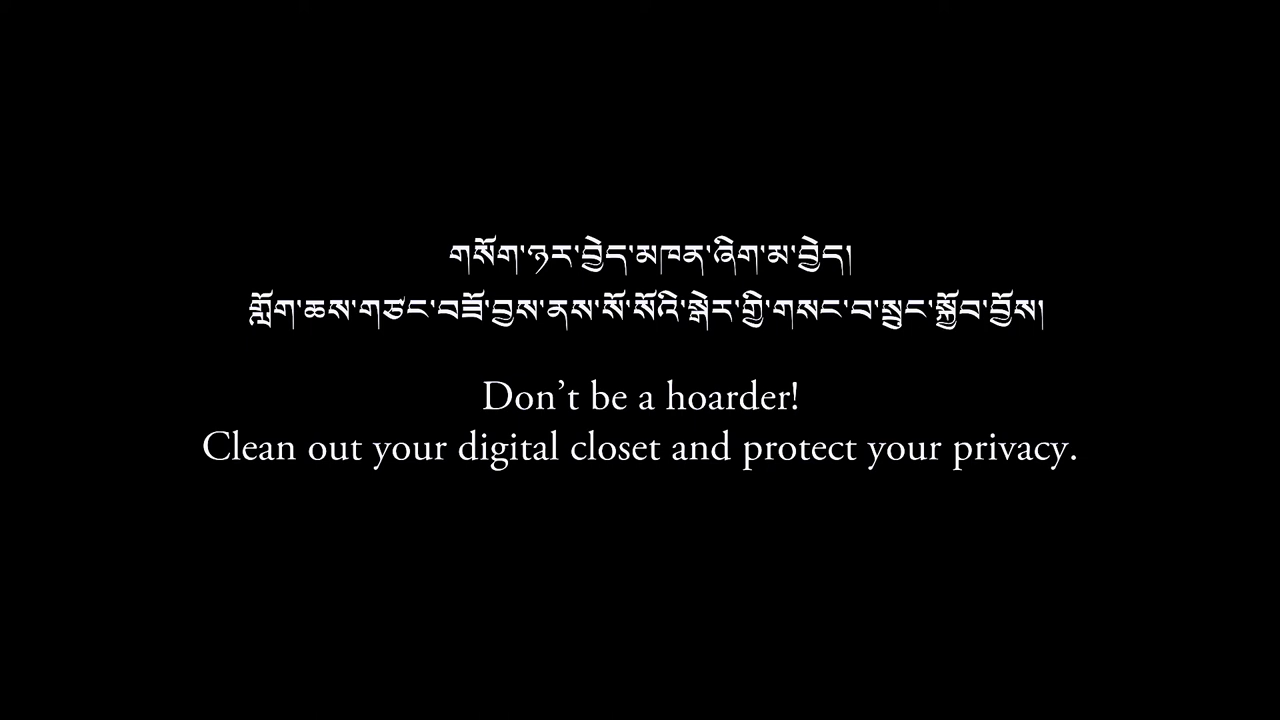 གསོག་ཉར་བྱེད་མཁན་ཞིག་མ་བྱེད།
གློག་ཆས་གཙང་བཟོ་བྱས་ནས་སོ་སོའི་སྒེར་གྱི་གསང་བ་སྲུང་སྐྱོབ་བྱོས།
Don’t be a hoarder!
Clean out your digital closet and protect your privacy.